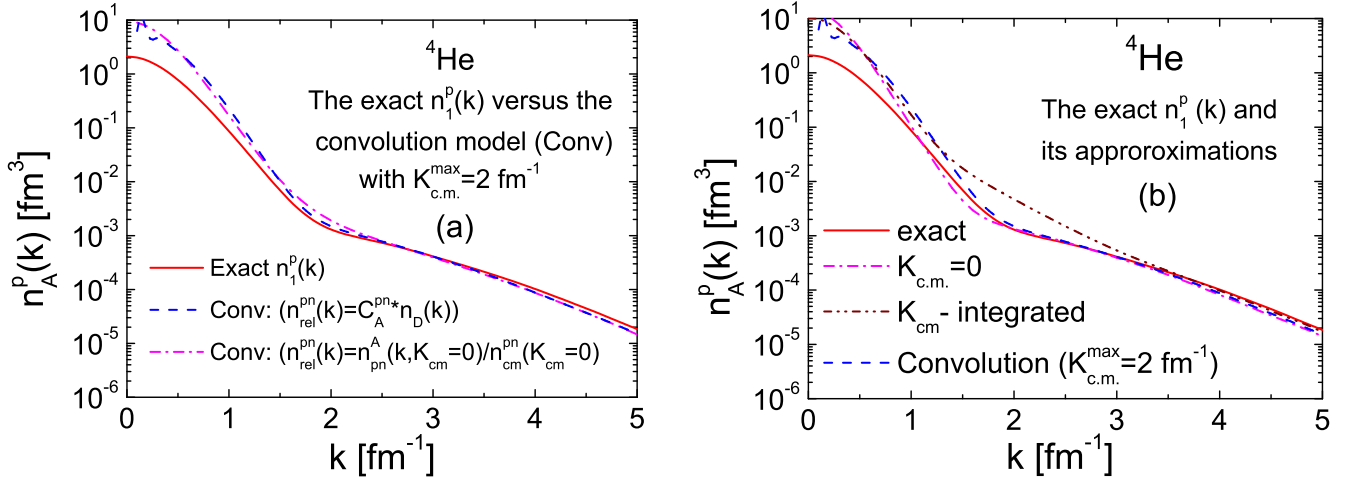 n_A^p(k) [fm^3]
10^1
10^0
10^-1
10^-2
10^-3
10^-4
10^-5
10^-6
^4He
The exact n_1^p(k) versus the
convolution model (Conv)
with K_c.m.^max=2 fm^-1
(a)
Exact n_1^p(k)
Conv: (n_rel^pn(k)=C_A^pn*n_D(k))
Conv: (n_rel^pn(k)=n_pn^A(k,K_cm=0)/n_cm^pn(K_cm=0)
0 1 2 3 4 5
k [fm^-1]
n_A^p(k) [fm^3]
10^1
10^0
10^-1
10^-2
10^-3
10^-4
10^-5
10^-6
^4He
The exact n_1^p (k) and
its approroximations
(b)
exact
K_c.m.=0
K_cm- integrated
Convolution (K_c.m.^max=2 fm^-1)
0 1 2 3 4 5
k [fm^-1]